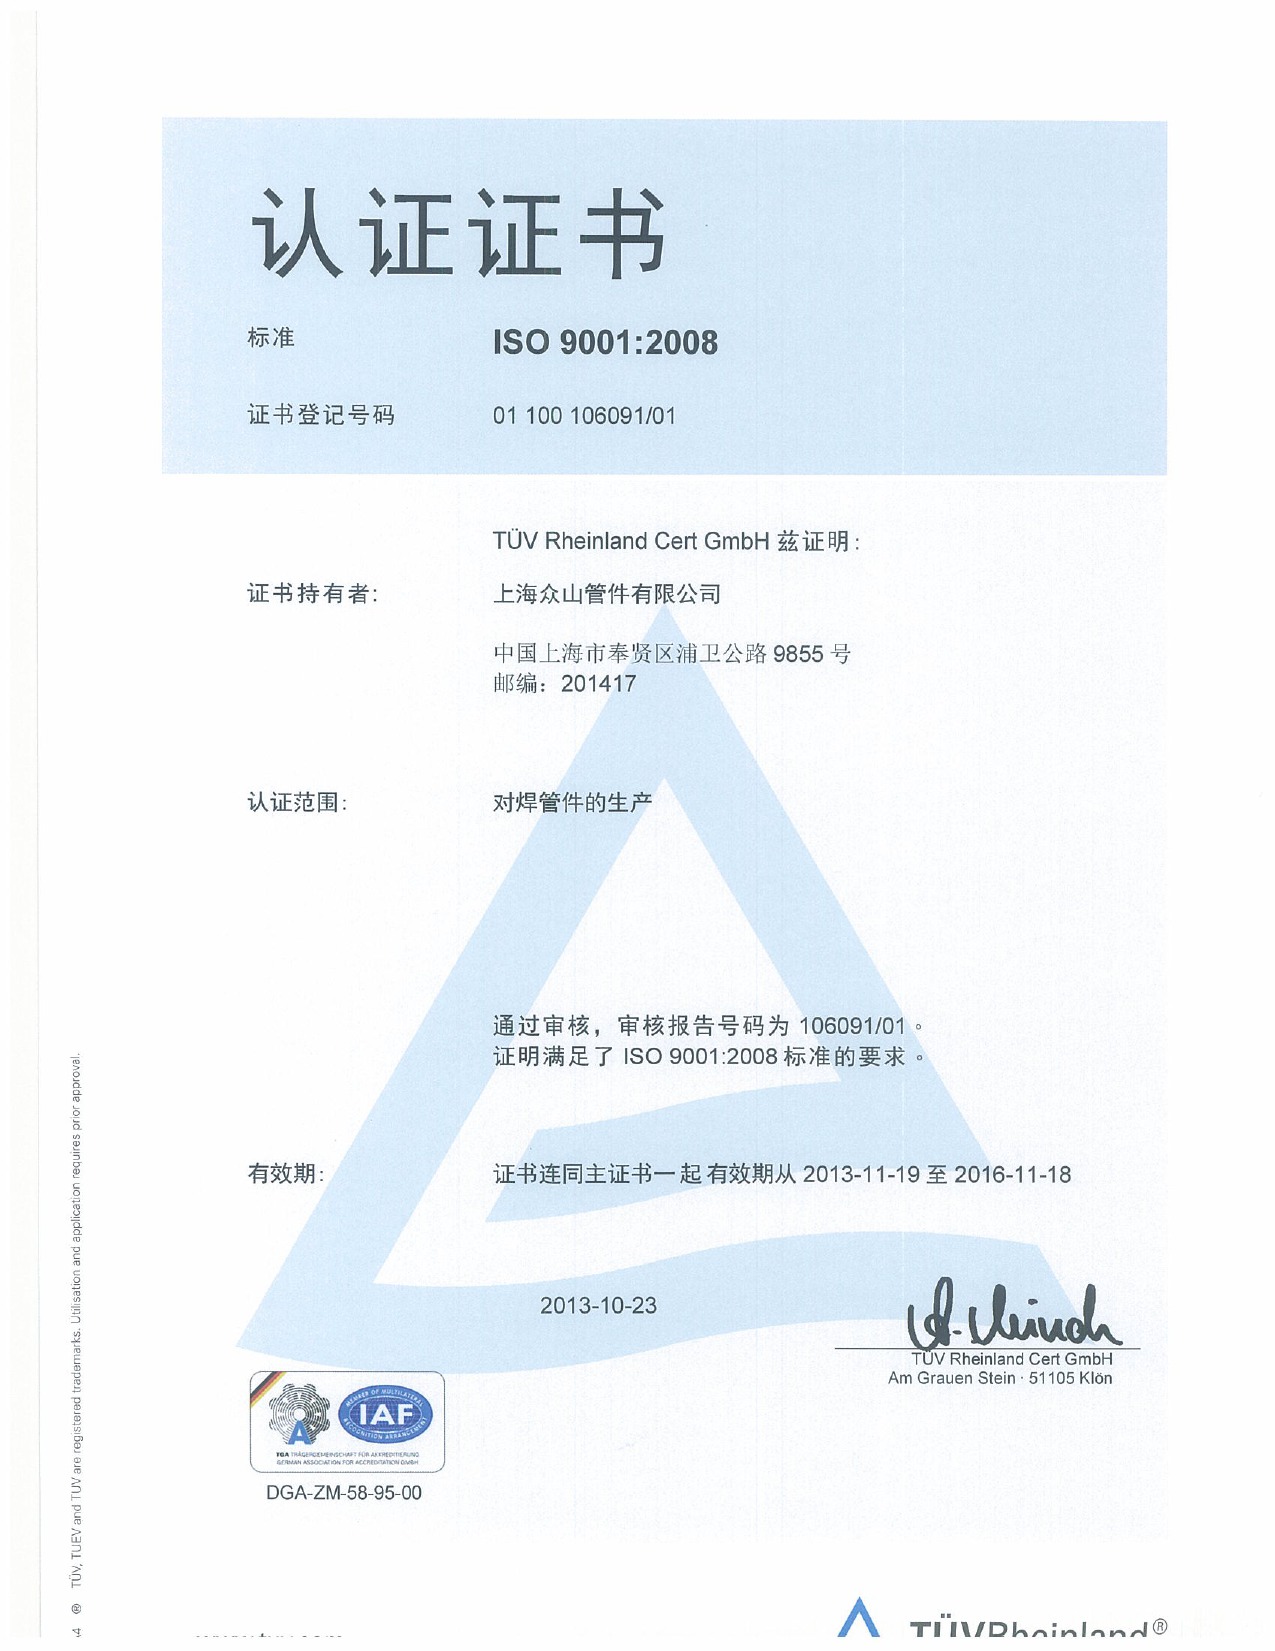 认证证书
标准 ISO 9001:2008
证书登记号码 01 100 106091/01
TÜV Rheinland Cert GmbH 兹证明:
证书持有者: 上海众山管件有限公司
中国上海市奉贤区浦卫公路 9855 号
邮编：201417
认证范围: 对焊管件的生产
通过审核，审核报告号码为 106091/01。
证明满足了 ISO 9001:2008 标准的要求。
有效期: 证书连同主证书一起有效期从 2013-11-19 至 2016-11-18
2013-10-23
TÜV Rheinland Cert GmbH
Am Grauen Stein · 51105 Klön
MEMBER OF MULTILATERAL
IAF
RECOGNITION ARRANGEMENT
TGA TRÄGERGEMEINSCHAFT FÜR AKKREDITIERUNG
GERMAN ASSOCIATION FOR ACCREDITATION GMBH
DGA-ZM-58-95-00
® TÜV, TUEV and TUV are registered trademarks. Utilisation and application requires prior approval.
TÜVRheinland®